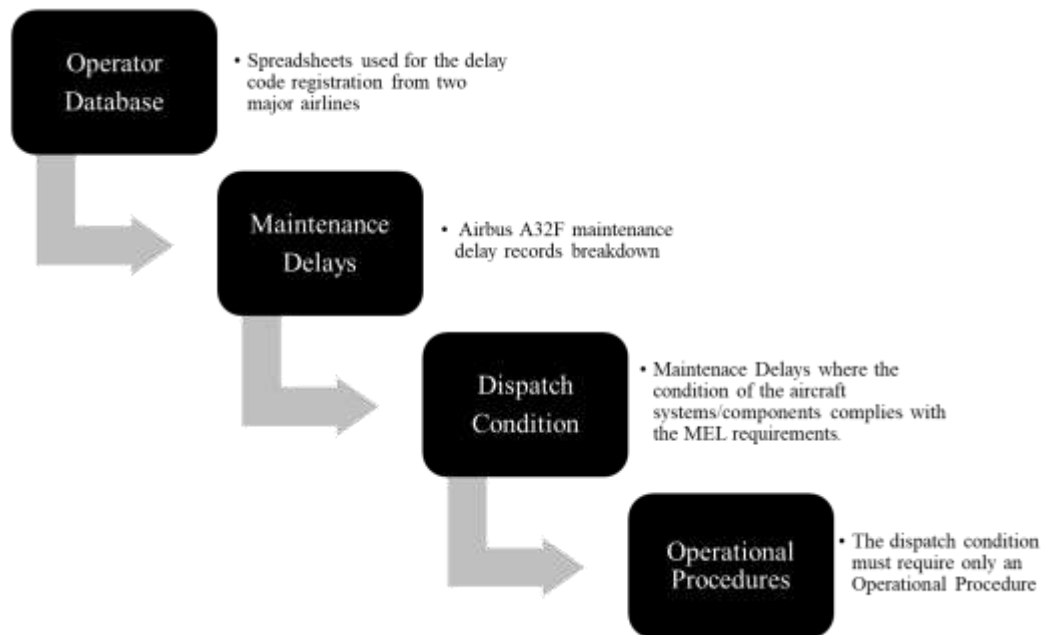 Operator
Database
• Spreadsheets used for the delay
code registration from two
major airlines
Maintenance
Delays
• Airbus A32F maintenance
delay records breakdown
Dispatch
Condition
• Maintenace Delays where the
condition of the aircraft
systems/components complies with
the MEL requirements.
Operational
Procedures
• The dispatch condition
must require only an
Operational Procedure